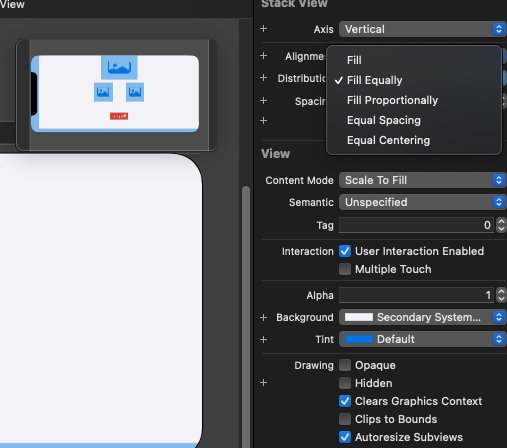 View
Stack View
+ Axis Vertical
+ Alignment
+ Distributio
+ Spacin
+
Fill
✓ Fill Equally
Fill Proportionally
Equal Spacing
Equal Centering
View
Content Mode Scale To Fill
Semantic Unspecified
Tag 0
Interaction User Interaction Enabled
Multiple Touch
Alpha 1
+ Background Secondary System...
+ Tint Default
Drawing Opaque
+ Hidden
Clears Graphics Context
Clips to Bounds
Autoresize Subviews